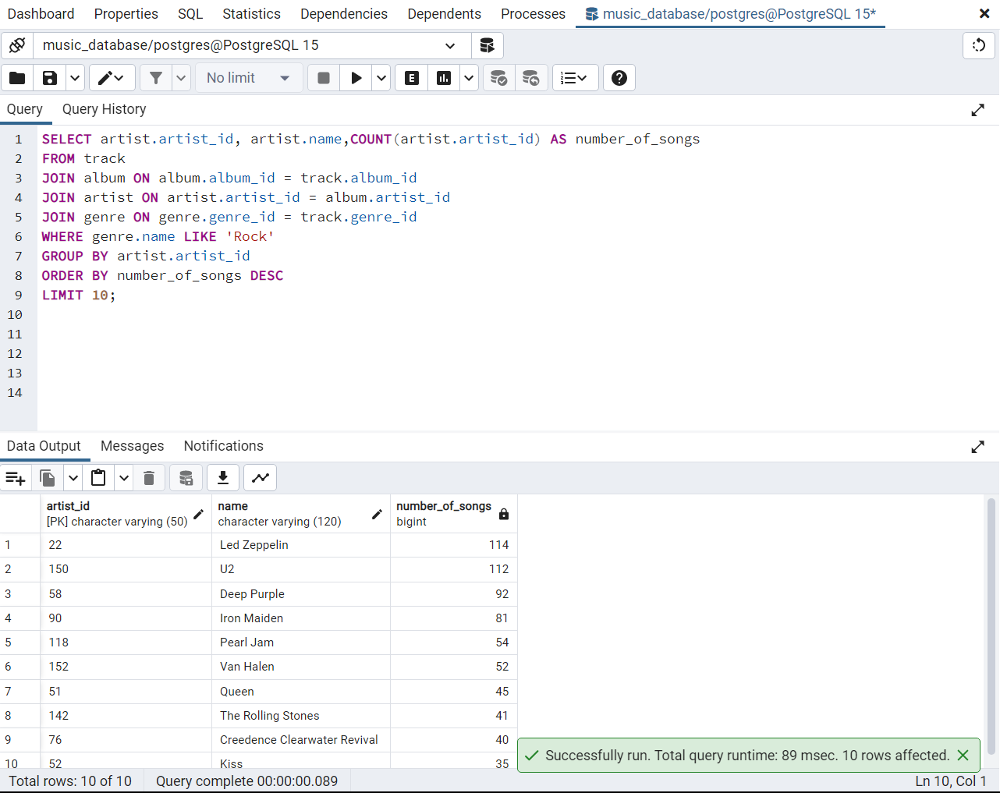 Dashboard Properties SQL Statistics Dependencies Dependents Processes music_database/postgres@PostgreSQL 15*
music_database/postgres@PostgreSQL 15
No limit E
Query Query History
1 SELECT artist.artist_id, artist.name,COUNT(artist.artist_id) AS number_of_songs
2 FROM track
3 JOIN album ON album.album_id = track.album_id
4 JOIN artist ON artist.artist_id = album.artist_id
5 JOIN genre ON genre.genre_id = track.genre_id
6 WHERE genre.name LIKE 'Rock'
7 GROUP BY artist.artist_id
8 ORDER BY number_of_songs DESC
9 LIMIT 10;
10
11
12
13
14
Data Output Messages Notifications
artist_id name number_of_songs
[PK] character varying (50) character varying (120) bigint
1 22 Led Zeppelin 114
2 150 U2 112
3 58 Deep Purple 92
4 90 Iron Maiden 81
5 118 Pearl Jam 54
6 152 Van Halen 52
7 51 Queen 45
8 142 The Rolling Stones 41
9 76 Creedence Clearwater Revival 40
10 52 Kiss 35
Successfully run. Total query runtime: 89 msec. 10 rows affected.
Total rows: 10 of 10 Query complete 00:00:00.089 Ln 10, Col 1